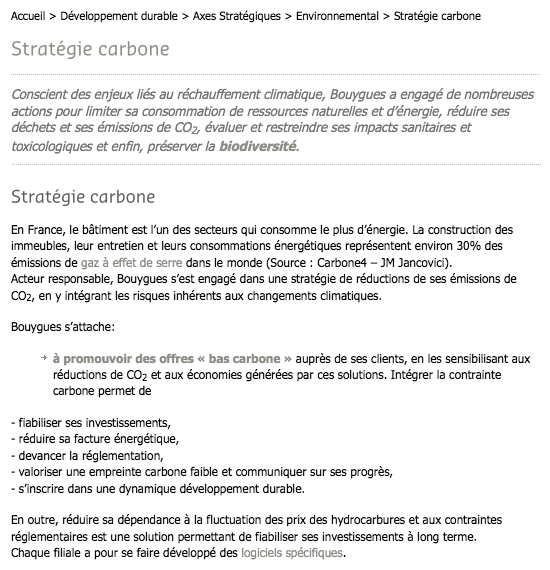 Accueil > Développement durable > Axes Stratégiques > Environnemental > Stratégie carbone
Stratégie carbone
Conscient des enjeux liés au réchauffement climatique, Bouygues a engagé de nombreuses
actions pour limiter sa consommation de ressources naturelles et d'énergie, réduire ses
déchets et ses émissions de CO2, évaluer et restreindre ses impacts sanitaires et
toxicologiques et enfin, préserver la biodiversité.
Stratégie carbone
En France, le bâtiment est l'un des secteurs qui consomme le plus d'énergie. La construction des
immeubles, leur entretien et leurs consommations énergétiques représentent environ 30% des
émissions de gaz à effet de serre dans le monde (Source : Carbone4 – JM Jancovici).
Acteur responsable, Bouygues s'est engagé dans une stratégie de réductions de ses émissions de
CO2, en y intégrant les risques inhérents aux changements climatiques.
Bouygues s'attache:
→ à promouvoir des offres « bas carbone » auprès de ses clients, en les sensibilisant aux
réductions de CO2 et aux économies générées par ces solutions. Intégrer la contrainte
carbone permet de
- fiabiliser ses investissements,
- réduire sa facture énergétique,
- devancer la réglementation,
- valoriser une empreinte carbone faible et communiquer sur ses progrès,
- s'inscrire dans une dynamique développement durable.
En outre, réduire sa dépendance à la fluctuation des prix des hydrocarbures et aux contraintes
réglementaires est une solution permettant de fiabiliser ses investissements à long terme.
Chaque filiale a pour se faire développé des logiciels spécifiques.